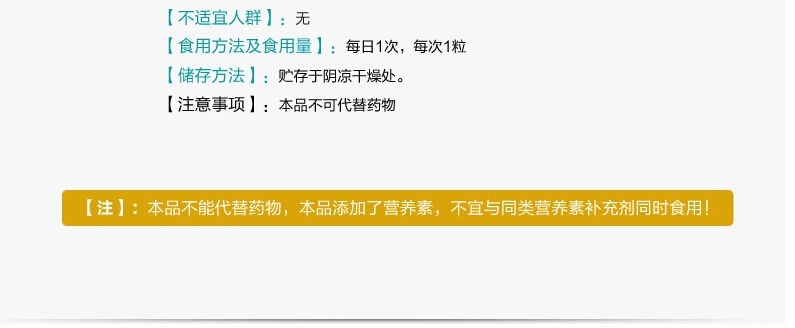 【不适宜人群】：无
【食用方法及食用量】：每日1次，每次1粒
【储存方法】：贮存于阴凉干燥处。
【注意事项】：本品不可代替药物
【注】：本品不能代替药物，本品添加了营养素，不宜与同类营养素补充剂同时食用！